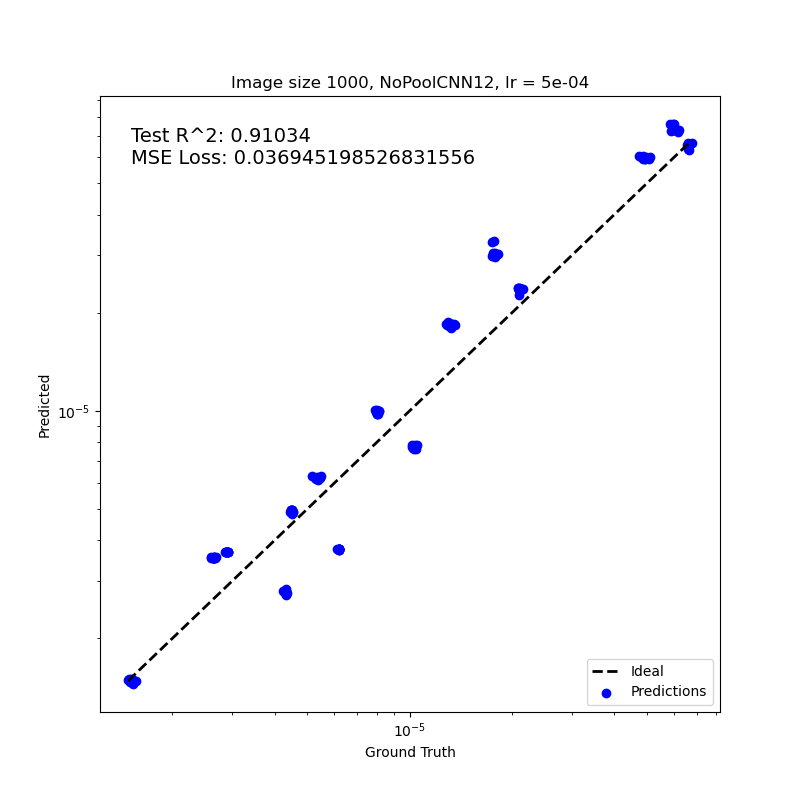 Image size 1000, NoPoolCNN12, lr = 5e-04
Test R^2: 0.91034
MSE Loss: 0.036945198526831556
Predicted
10⁻⁵
Ideal
Predictions
10⁻⁵
Ground Truth